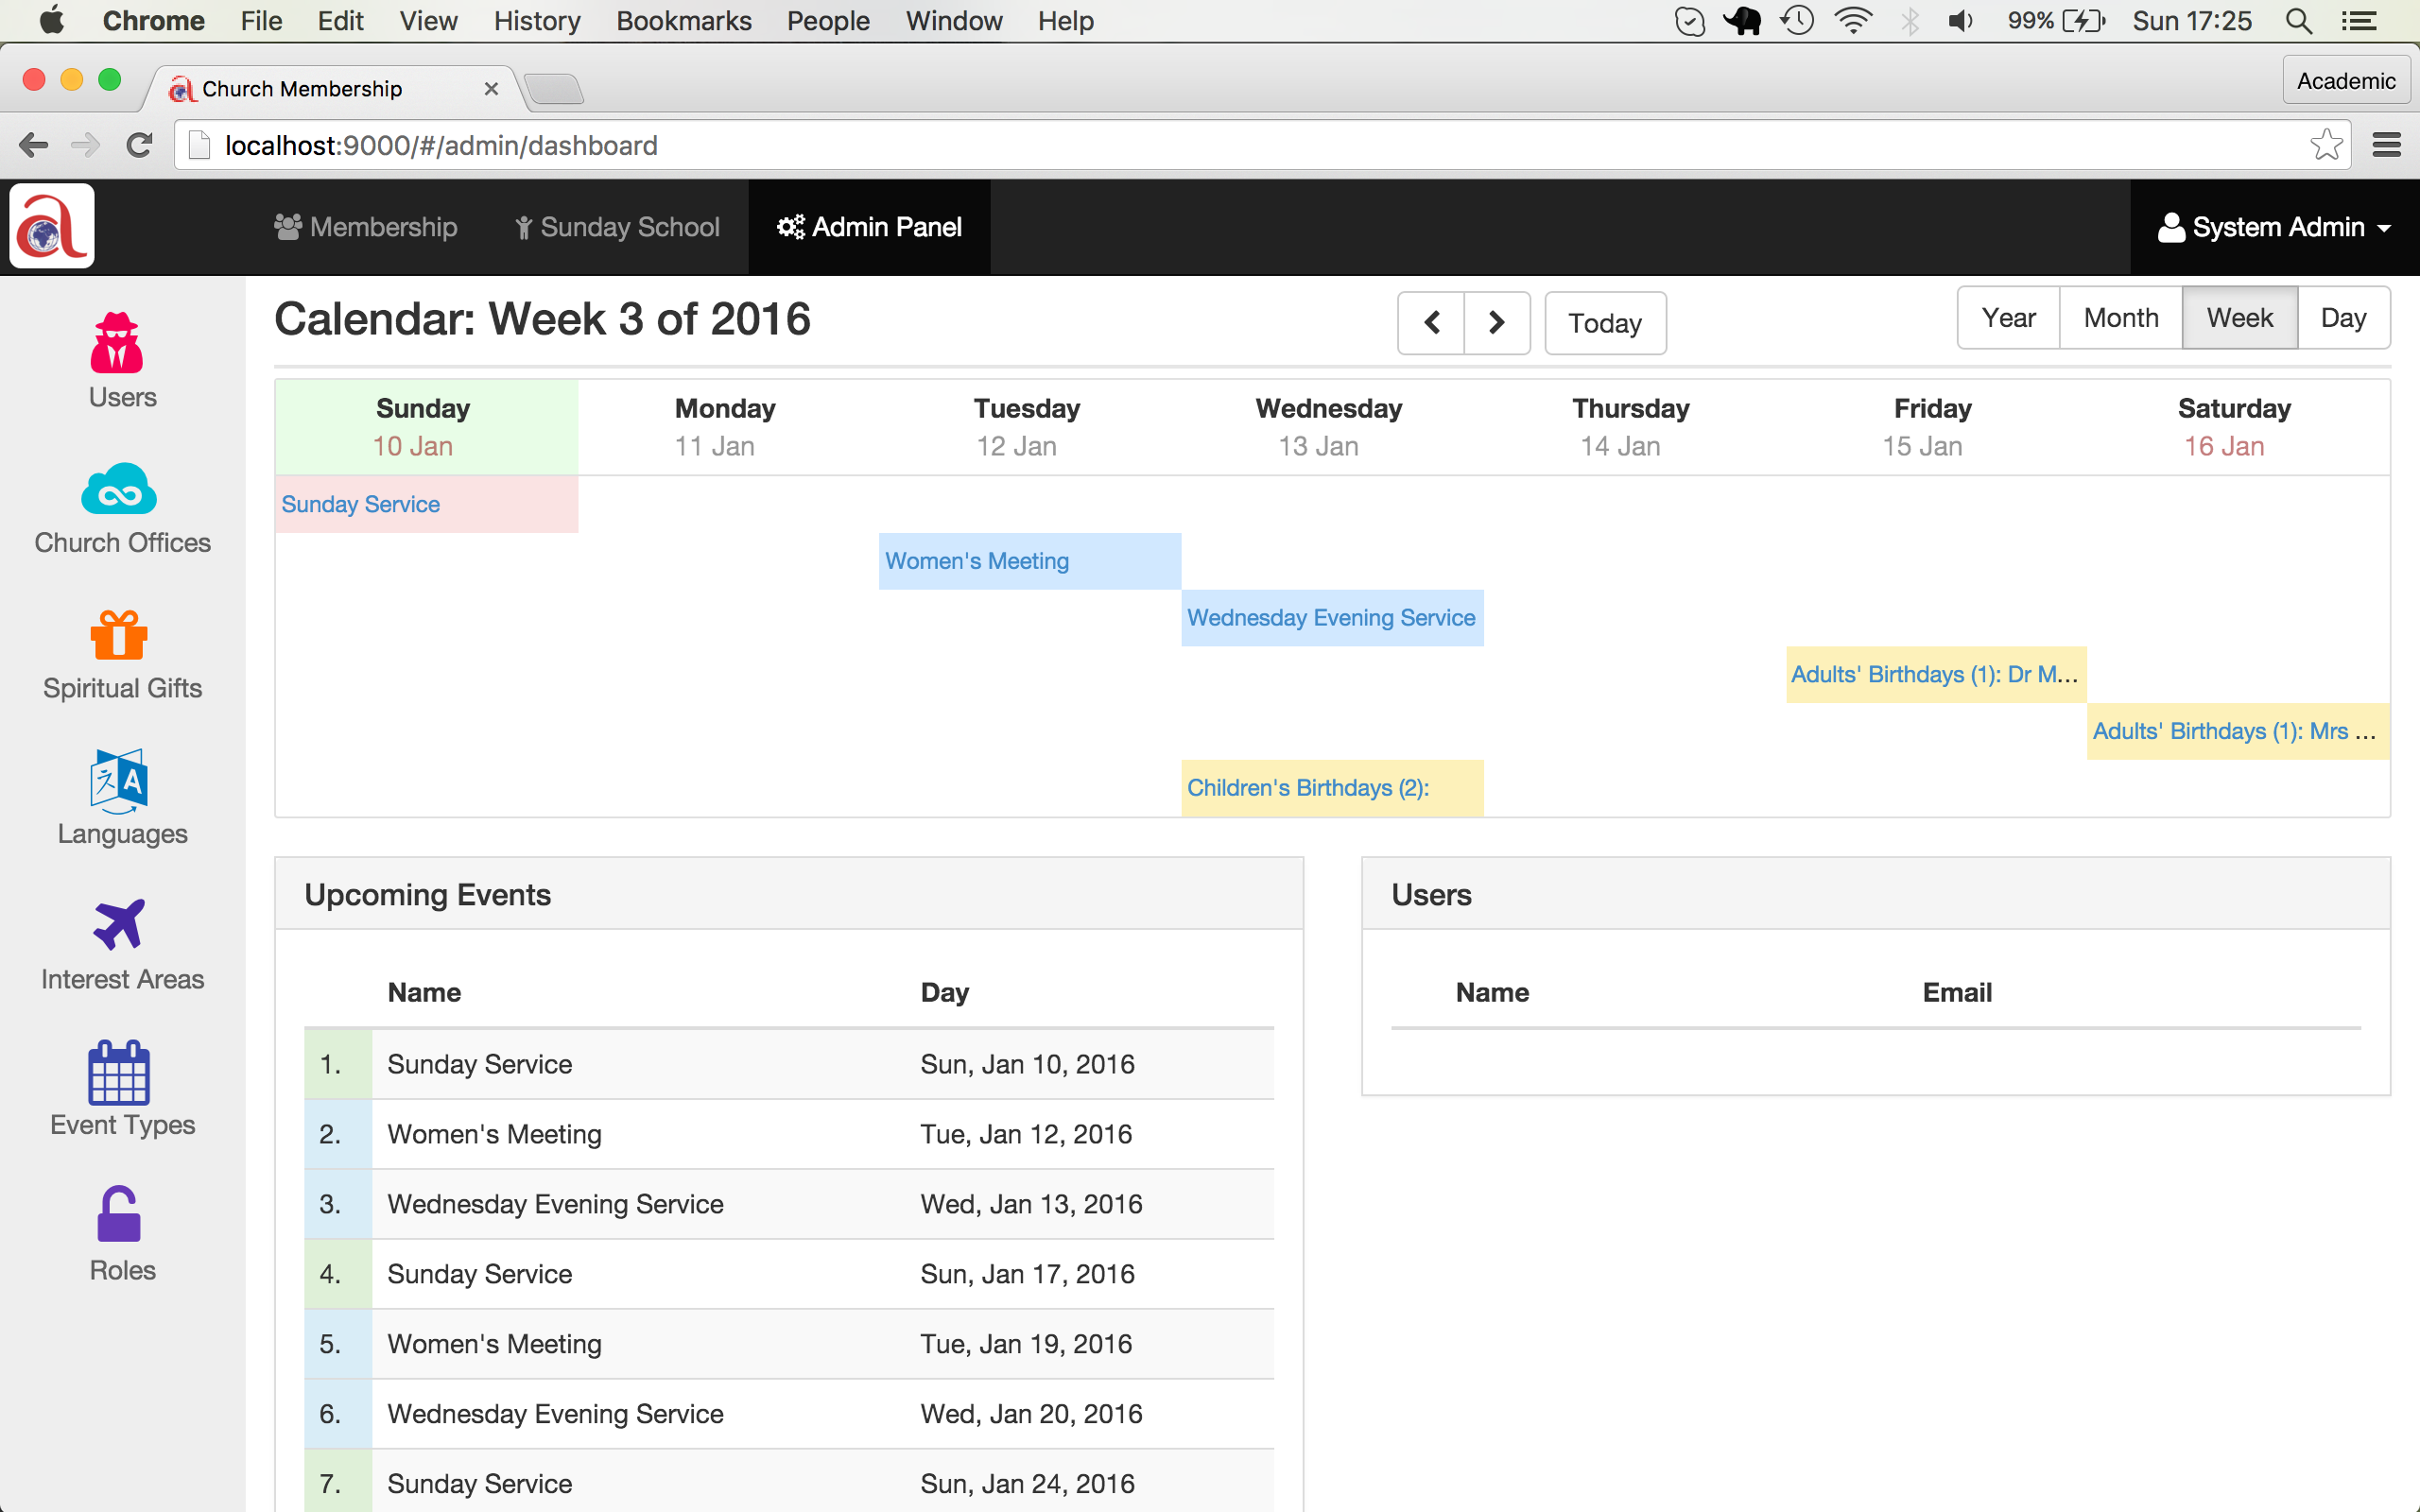 Chrome File Edit View History Bookmarks People Window Help 99% Sun 17:25
Church Membership Academic
localhost:9000/#/admin/dashboard
a Membership Sunday School Admin Panel System Admin
Users
Church Offices
Spiritual Gifts
Languages
Interest Areas
Event Types
Roles
Calendar: Week 3 of 2016 Today Year Month Week Day
Sunday Monday Tuesday Wednesday Thursday Friday Saturday
10 Jan 11 Jan 12 Jan 13 Jan 14 Jan 15 Jan 16 Jan
Sunday Service
Women's Meeting
Wednesday Evening Service
Adults' Birthdays (1): Dr M...
Adults' Birthdays (1): Mrs ...
Children's Birthdays (2):
Upcoming Events
Name Day
1. Sunday Service Sun, Jan 10, 2016
2. Women's Meeting Tue, Jan 12, 2016
3. Wednesday Evening Service Wed, Jan 13, 2016
4. Sunday Service Sun, Jan 17, 2016
5. Women's Meeting Tue, Jan 19, 2016
6. Wednesday Evening Service Wed, Jan 20, 2016
7. Sunday Service Sun, Jan 24, 2016
Users
Name Email